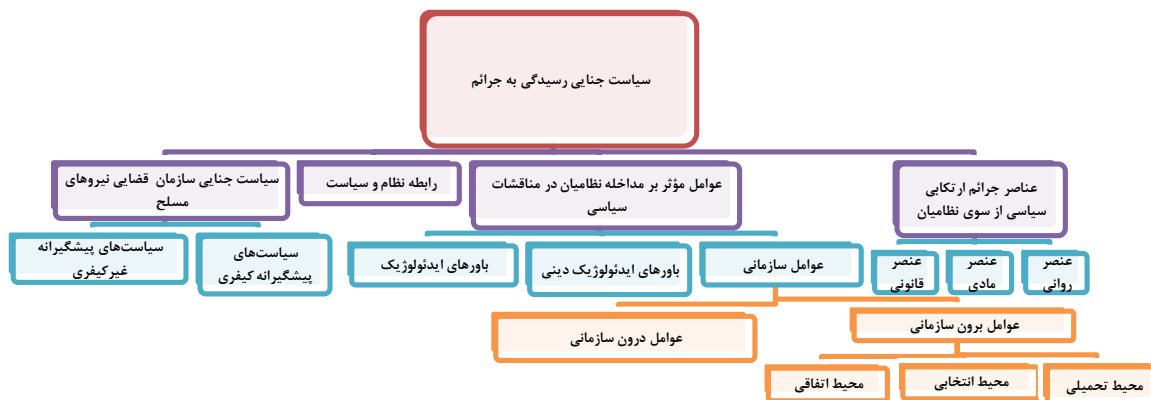 سیاست جنایی رسیدگی به جرائم
عناصر جرائم ارتکابی
سیاسی از سوی نظامیان
عوامل مؤثر بر مداخله نظامیان در مناقشات
سیاسی
رابطه نظام و سیاست
سیاست جنایی سازمان قضایی نیروهای
مسلح
عنصر
روانی
عنصر
مادی
عنصر
قانونی
عوامل سازمانی
باورهای ایدئولوژیک دینی
باورهای ایدئولوژیک
سیاست‌های
پیشگیرانه کیفری
سیاست‌های پیشگیرانه
غیرکیفری
عوامل برون سازمانی
عوامل درون سازمانی
محیط تحمیلی
محیط انتخابی
محیط اتفاقی